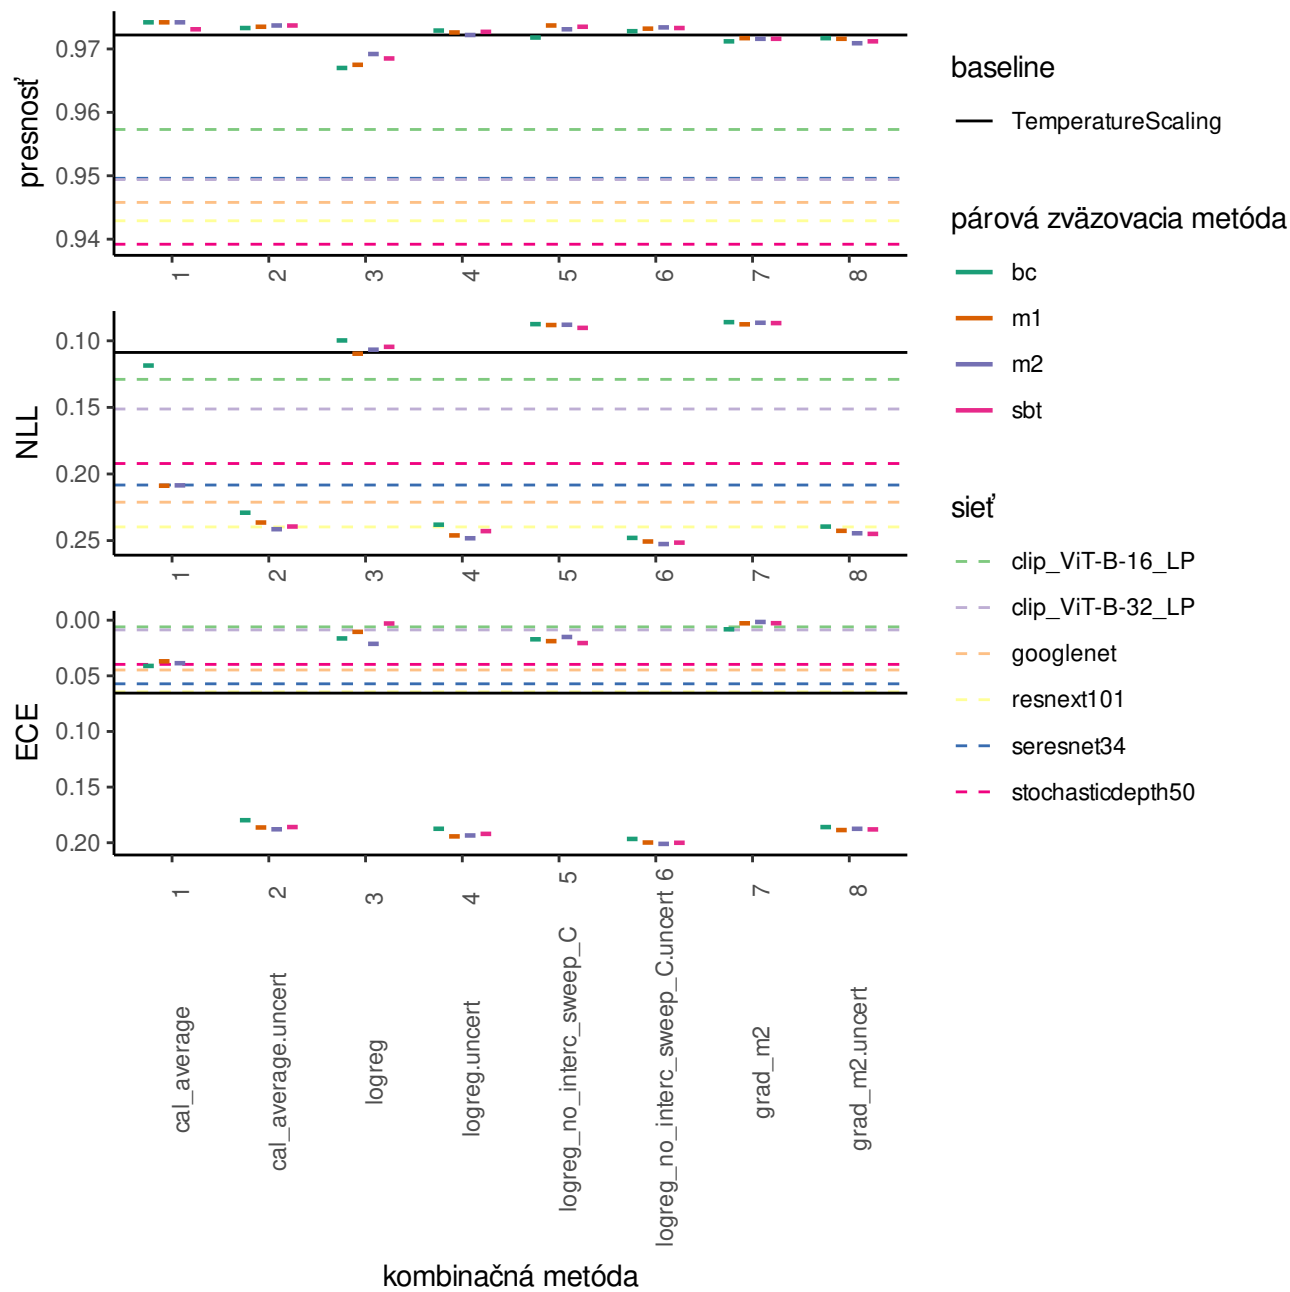 presnosť
0.97
0.96
0.95
0.94
1 2 3 4 5 6 7 8
NLL
0.10
0.15
0.20
0.25
1 2 3 4 5 6 7 8
ECE
0.00
0.05
0.10
0.15
0.20
1 2 3 4 5 6 7 8
cal_average
cal_average.uncert
logreg
logreg.uncert
logreg_no_interc_sweep_C
logreg_no_interc_sweep_C.uncert
grad_m2
grad_m2.uncert
kombinačná metóda
baseline
TemperatureScaling
párová zväzovacia metóda
bc
m1
m2
sbt
sieť
clip_ViT-B-16_LP
clip_ViT-B-32_LP
googlenet
resnext101
seresnet34
stochasticdepth50